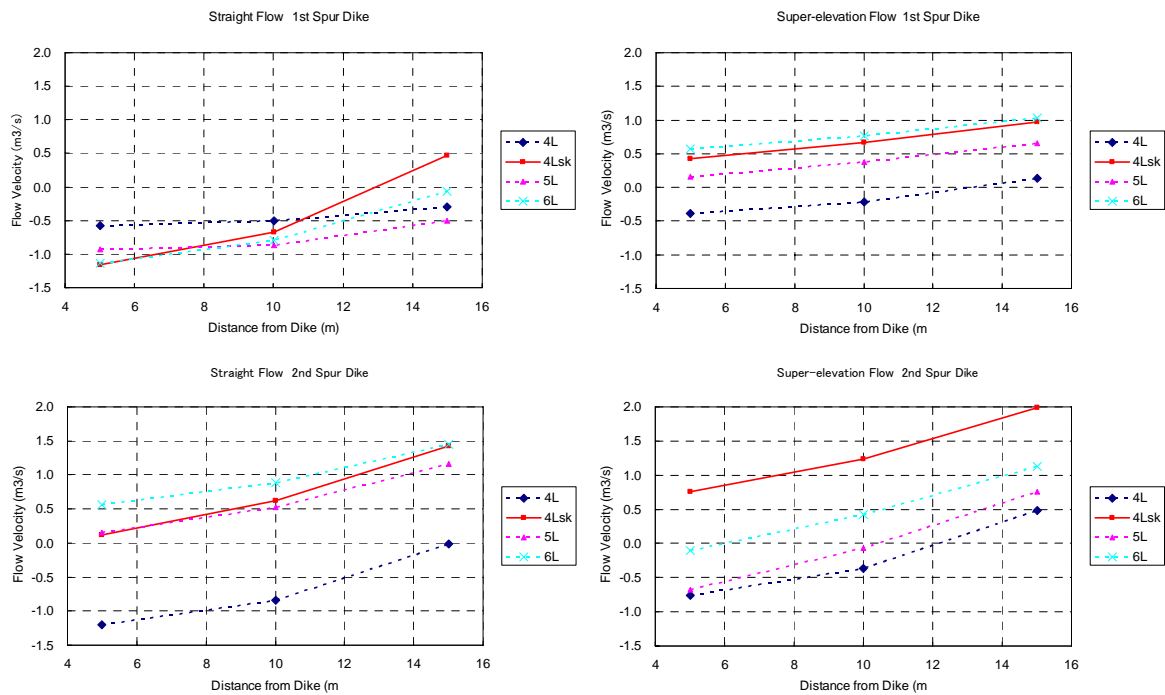 Straight Flow 1st Spur Dike
2.0
1.5
1.0
0.5
0.0
-0.5
-1.0
-1.5
4 6 8 10 12 14 16
Flow Velocity (m3/s)
Distance from Dike (m)
4L
4Lsk
5L
6L
Super-elevation Flow 1st Spur Dike
2.0
1.5
1.0
0.5
0.0
-0.5
-1.0
-1.5
4 6 8 10 12 14 16
Flow Velocity (m3/s)
Distance from Dike (m
4L
4Lsk
5L
6L
Straight Flow 2nd Spur Dike
2.0
1.5
1.0
0.5
0.0
-0.5
-1.0
-1.5
4 6 8 10 12 14 16
Flow Velocity (m3/s)
Distance from Dike (m
4L
4Lsk
5L
6L
Super-elevation Flow 2nd Spur Dike
2.0
1.5
1.0
0.5
0.0
-0.5
-1.0
-1.5
4 6 8 10 12 14 16
Flow Velocity (m3/s)
Distance from Dike (m
4L
4Lsk
5L
6L